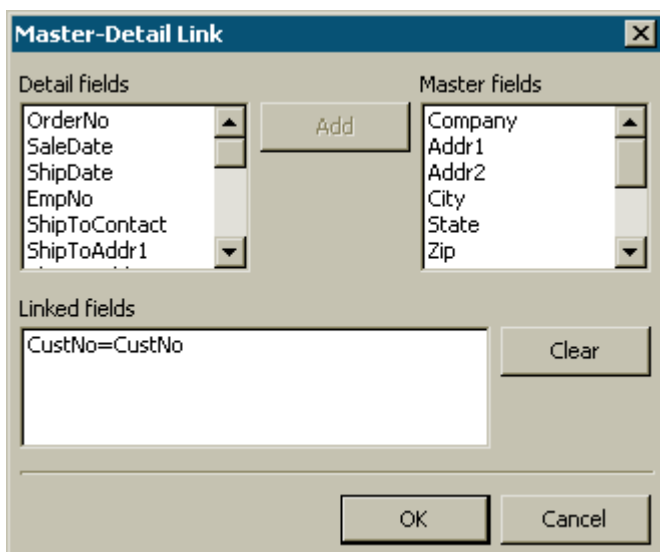 Master-Detail Link
Detail fields
Master fields
OrderNo
SaleDate
ShipDate
EmpNo
ShipToContact
ShipToAddr1
Add
Company
Addr1
Addr2
City
State
Zip
Linked fields
CustNo=CustNo
Clear
OK
Cancel